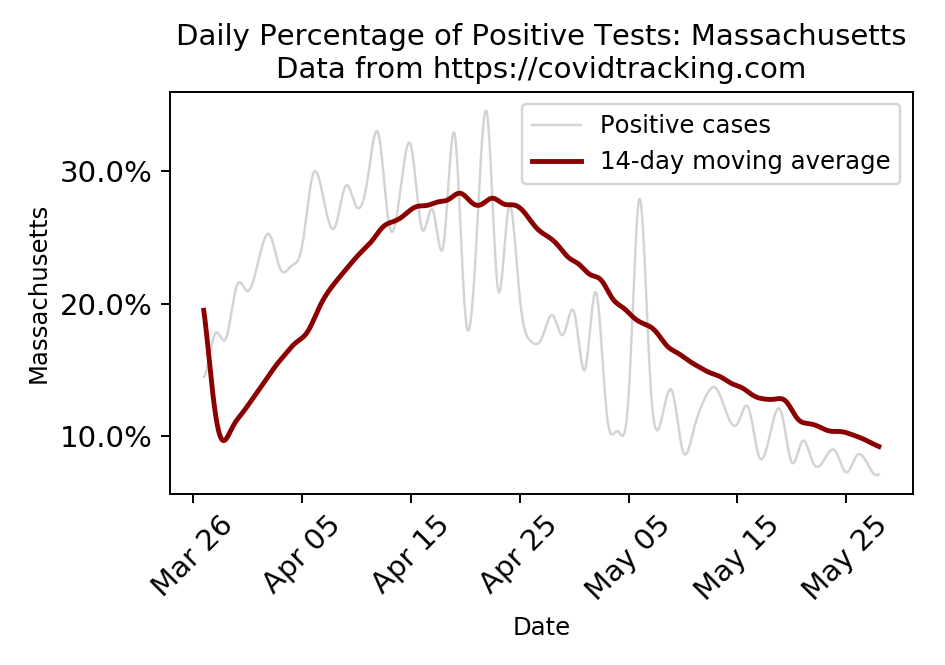 Daily Percentage of Positive Tests: Massachusetts
Data from https://covidtracking.com
Positive cases
14-day moving average
30.0%
20.0%
10.0%
Massachusetts
Mar 26
Apr 05
Apr 15
Apr 25
May 05
May 15
May 25
Date